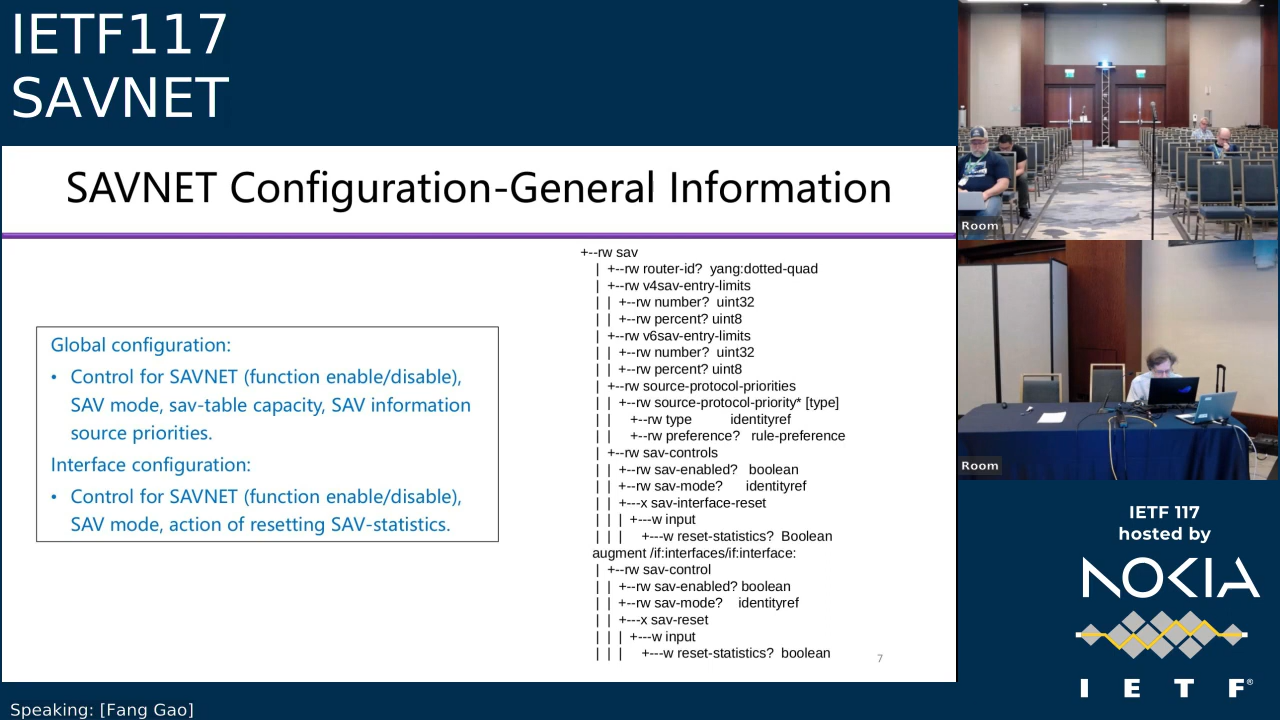 IETF117
SAVNET
SAVNET Configuration-General Information
Global configuration:
• Control for SAVNET (function enable/disable),
SAV mode, sav-table capacity, SAV information
source priorities.
Interface configuration:
• Control for SAVNET (function enable/disable),
SAV mode, action of resetting SAV-statistics.
+--rw sav
| +--rw router-id? yang:dotted-quad
| +--rw v4sav-entry-limits
| | +--rw number? uint32
| | +--rw percent? uint8
| +--rw v6sav-entry-limits
| | +--rw number? uint32
| | +--rw percent? uint8
| +--rw source-protocol-priorities
| | +--rw source-protocol-priority* [type]
| | +--rw type identityref
| | +--rw preference? rule-preference
| +--rw sav-controls
| | +--rw sav-enabled? boolean
| | +--rw sav-mode? identityref
| | +---x sav-interface-reset
| | | +---w input
| | | +---w reset-statistics? Boolean
augment /if:interfaces/if:interface:
| +--rw sav-control
| | +--rw sav-enabled? boolean
| | +--rw sav-mode? identityref
| | +---x sav-reset
| | | +---w input
| | | +---w reset-statistics? boolean
7
Room
Room
IETF 117
hosted by
NOKIA
I E T F®
Speaking: [Fang Gao]